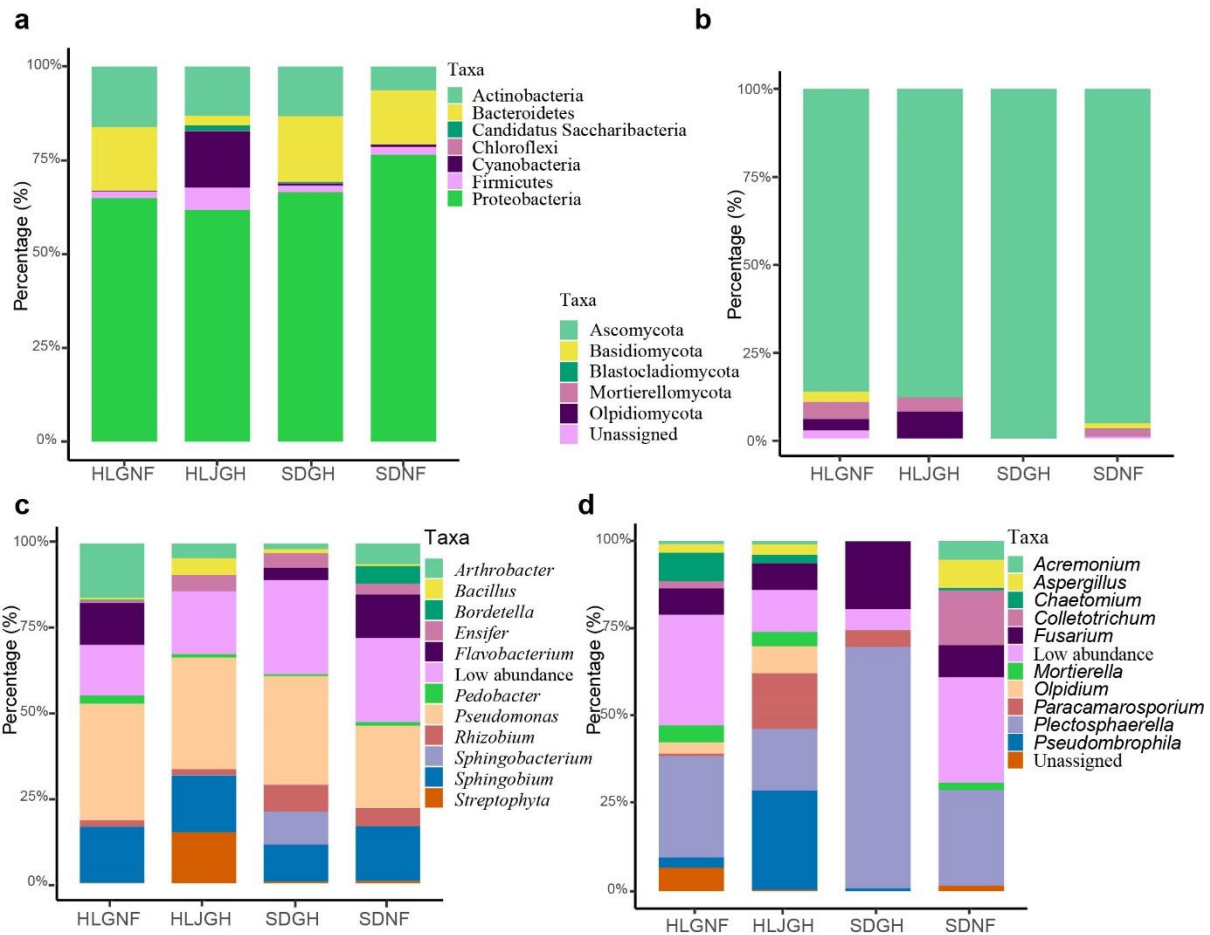 a
100%
75%
50%
25%
0%
Percentage (%)
HLGNF HLJGH SDGH SDNF
Taxa
Actinobacteria
Bacteroidetes
Candidatus Saccharibacteria
Chloroflexi
Cyanobacteria
Firmicutes
Proteobacteria
b
Taxa
Ascomycota
Basidiomycota
Blastocladiomycota
Mortierellomycota
Olpidiomycota
Unassigned
100%
75%
50%
25%
0%
Percentage (%)
HLGNF HLJGH SDGH SDNF
c
100%
75%
50%
25%
0%
Percentage (%)
HLGNF HLJGH SDGH SDNF
Taxa
Arthrobacter
Bacillus
Bordetella
Ensifer
Flavobacterium
Low abundance
Pedobacter
Pseudomonas
Rhizobium
Sphingobacterium
Sphingobium
Streptophyta
d
100%
75%
50%
25%
0%
Percentage (%)
HLGNF HLJGH SDGH SDNF
Taxa
Acremonium
Aspergillus
Chaetomium
Colletotrichum
Fusarium
Low abundance
Mortierella
Olpidium
Paracamarosporium
Plectosphaerella
Pseudombrophila
Unassigned